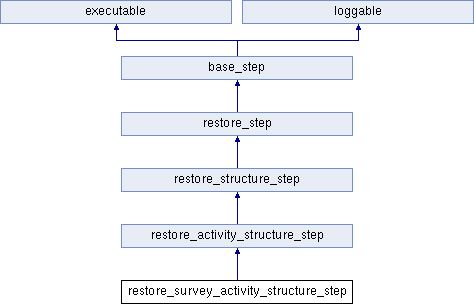 executable
loggable
base_step
restore_step
restore_structure_step
restore_activity_structure_step
restore_survey_activity_structure_step